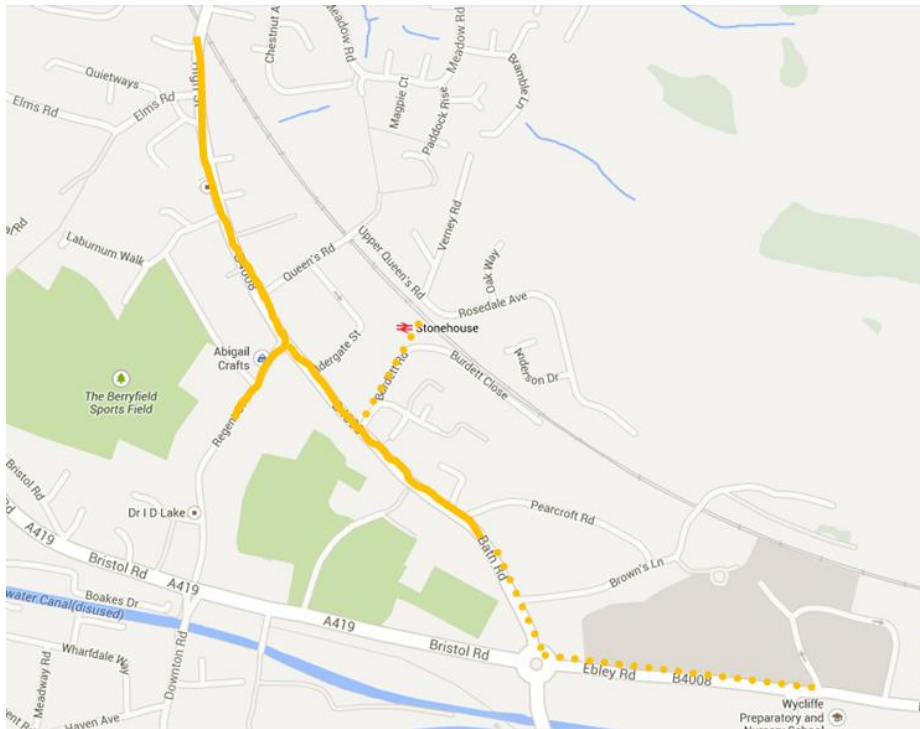 Chestnut A
Meadow Rd
Meadow Rd
Quietways
High St
Bramble Ln
Elms Rd
Elms Rd
Magpie Ct
Paddock Rise
Verney Rd
Laburnum Walk
Queen's Rd
Upper Queen's Rd
Oak Way
B4008
Rosedale Ave
Stonehouse
Abigail
Crafts
ldergate St
Burdett Rd
Burdett Close
Anderson Dr
The Berryfield
Sports Field
Bristol Rd
Dr I D Lake
Pearcroft Rd
A419
Bristol Rd
Bath Rd
A419
Brown's Ln
Boakes Dr
water Canal(disused)
A419
Bristol Rd
Wharfdale Way
Downton Rd
Ebley Rd
B4008
Meadway Rd
Haven Ave
Wycliffe
Preparatory and
Nursery School